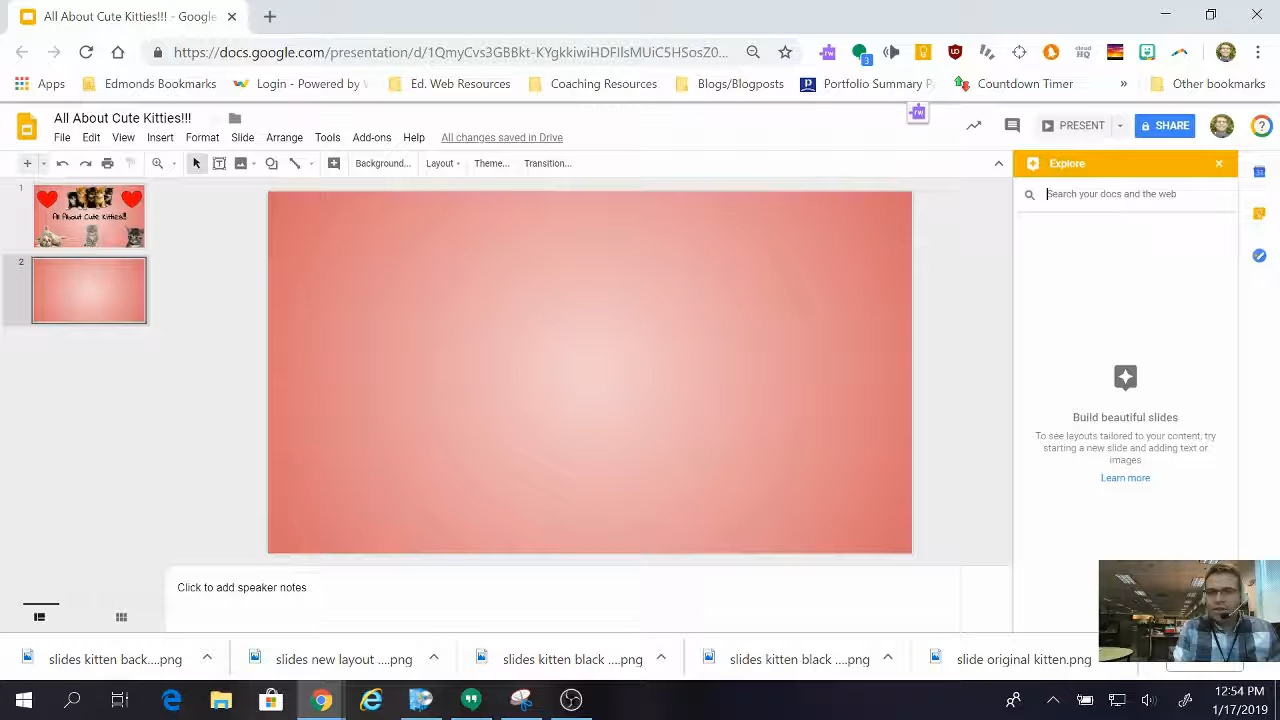 All About Cute Kitties!!! - Google
https://docs.google.com/presentation/d/1QmyCvs3GBBkt-KYgkkiwiHDFIlsMUiC5HSosZ0...
3
cloud
HQ
Apps
Edmonds Bookmarks
Login - Powered by
Ed. Web Resources
Coaching Resources
Blogs/Blogposts
Portfolio Summary P
Countdown Timer
»
Other bookmarks
rw
All About Cute Kitties!!!
PRESENT
SHARE
File Edit View Insert Format Slide Arrange Tools Add-ons Help All changes saved in Drive
Background... Layout Theme... Transition...
Explore
Search your docs and the web
31
1
All About Cute Kitties!!!
2
Build beautiful slides
To see layouts tailored to your content, try
starting a new slide and adding text or
images
Learn more
Click to add speaker notes
slides kitten back....png
slides new layout ....png
slides kitten black ....png
slides kitten black ....png
slide original kitten.png
12:54 PM
1/17/2019